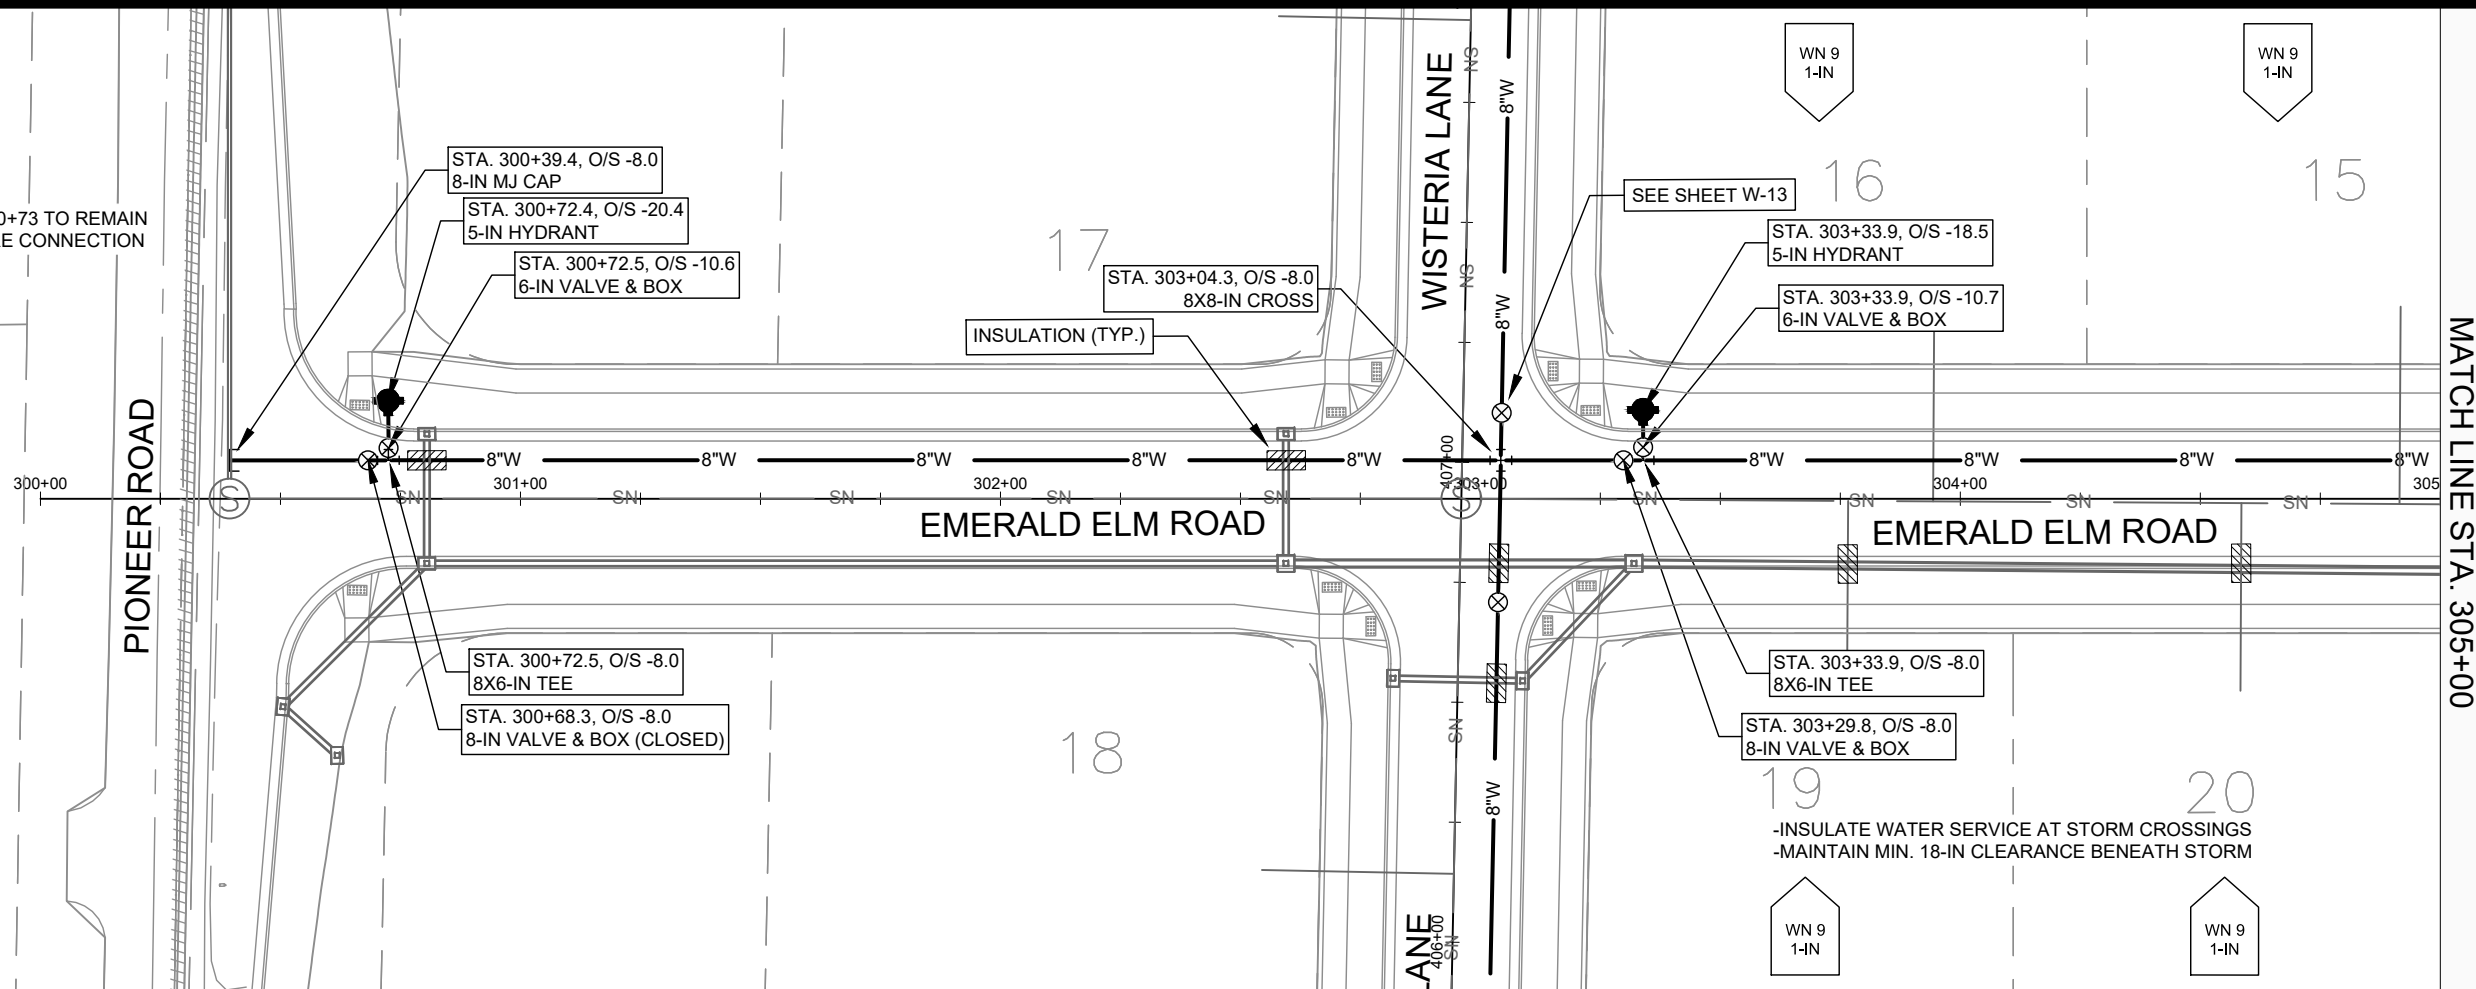 WN 9
1-IN
WN 9
1-IN
STA. 300+39.4, O/S -8.0
8-IN MJ CAP
STA. 300+72.4, O/S -20.4
5-IN HYDRANT
STA. 300+72.5, O/S -10.6
6-IN VALVE & BOX
0+73 TO REMAIN
CONNECTION
17
16
15
SEE SHEET W-13
STA. 303+33.9, O/S -18.5
5-IN HYDRANT
STA. 303+04.3, O/S -8.0
8X8-IN CROSS
STA. 303+33.9, O/S -10.7
6-IN VALVE & BOX
INSULATION (TYP.)
WISTERIA LANE
8"W
8"W
SN
SN
PIONEER ROAD
MATCH LINE STA. 305+00
8"W
8"W
8"W
8"W
8"W
8"W
8"W
8"W
8"W
300+00
301+00
302+00
303+00
304+00
305
407+00
S
S
SN
SN
SN
SN
SN
SN
SN
SN
EMERALD ELM ROAD
EMERALD ELM ROAD
STA. 300+72.5, O/S -8.0
8X6-IN TEE
STA. 300+68.3, O/S -8.0
8-IN VALVE & BOX (CLOSED)
STA. 303+33.9, O/S -8.0
8X6-IN TEE
STA. 303+29.8, O/S -8.0
8-IN VALVE & BOX
18
19
20
SN
8"W
-INSULATE WATER SERVICE AT STORM CROSSINGS
-MAINTAIN MIN. 18-IN CLEARANCE BENEATH STORM
LANE
406+00
SN
WN 9
1-IN
WN 9
1-IN